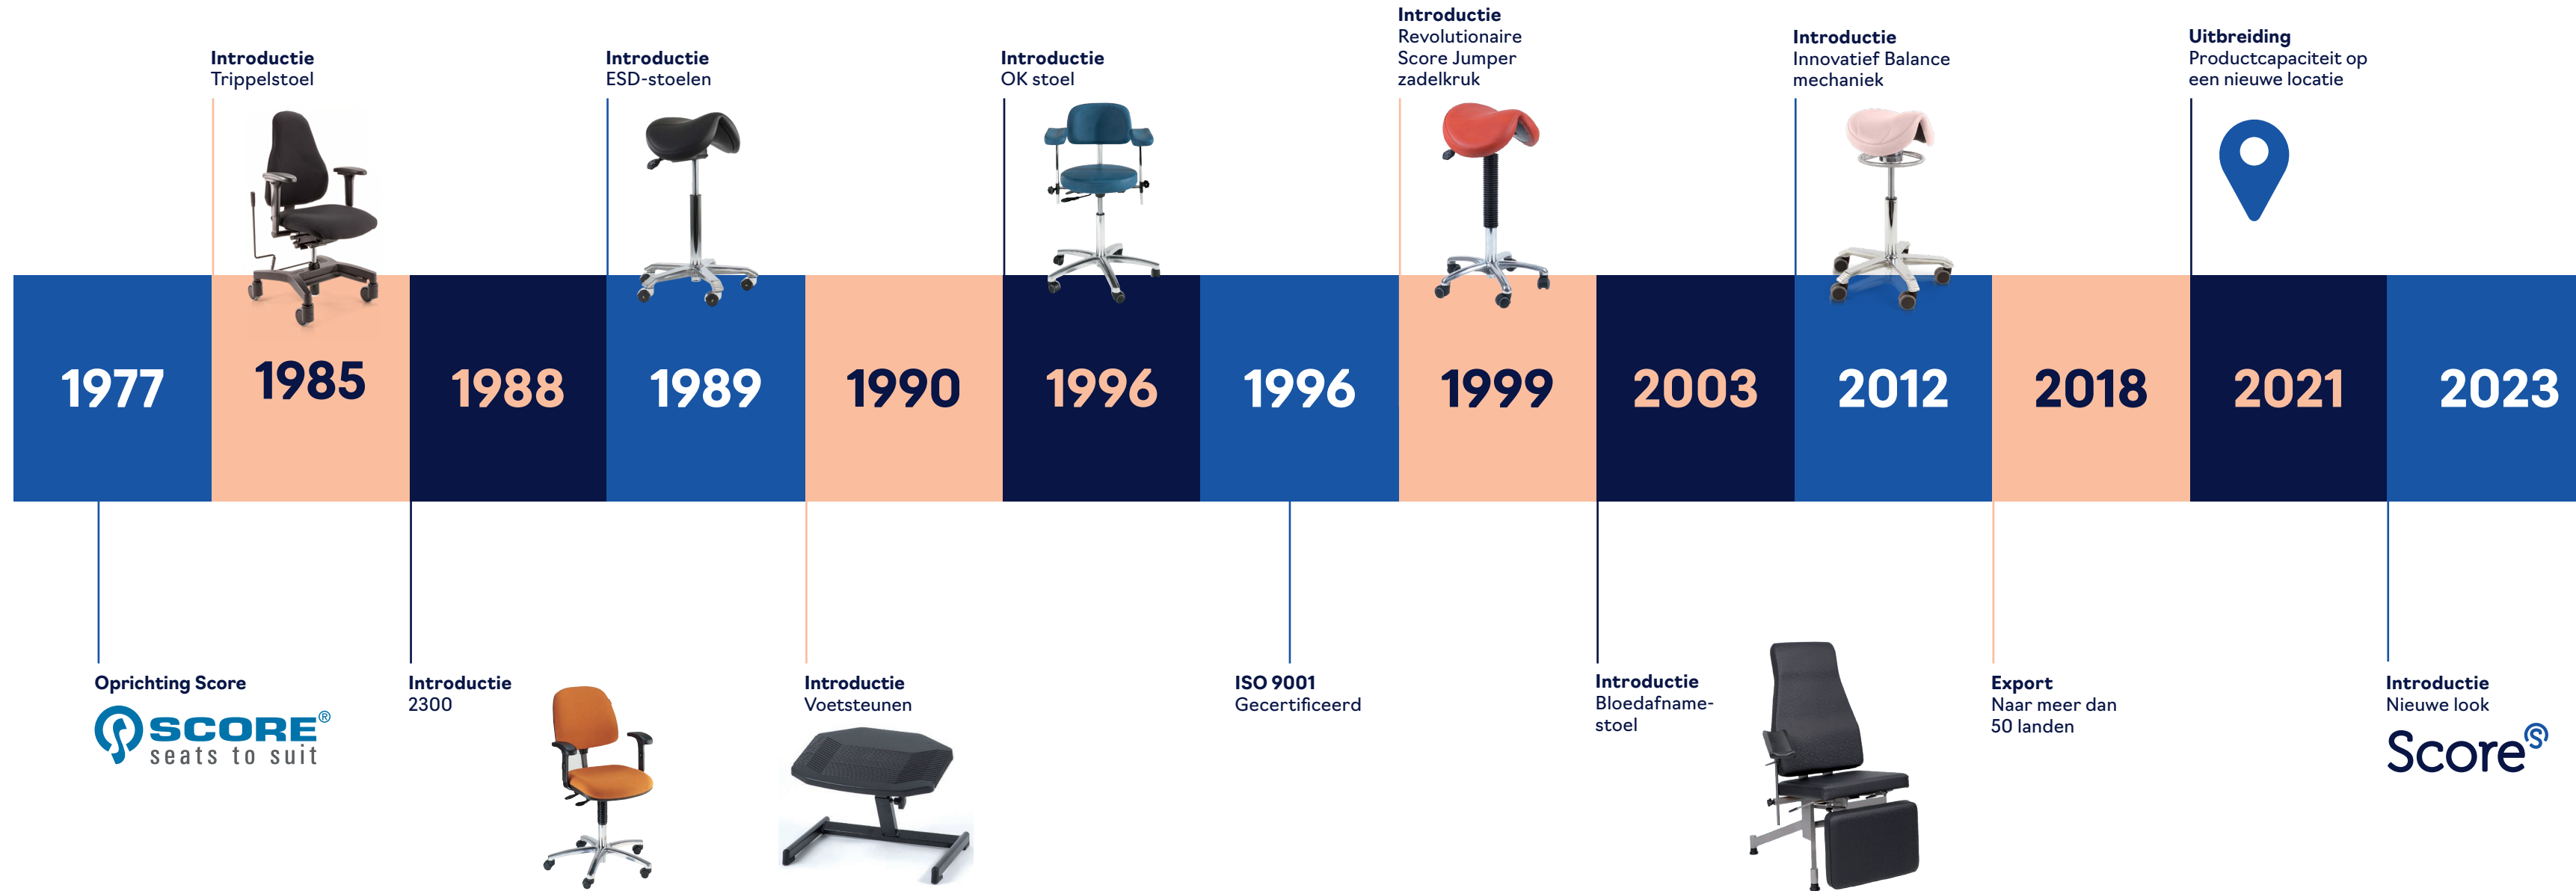 Introductie
Trippelstoel
Introductie
ESD-stoelen
Introductie
OK stoel
Introductie
Revolutionaire
Score Jumper
zadelkruk
Introductie
Innovatief Balance
mechaniek
Uitbreiding
Productcapaciteit op
een nieuwe locatie
1977
1985
1988
1989
1990
1996
1996
1999
2003
2012
2018
2021
2023
Oprichting Score
SCORE®
seats to suit
Introductie
2300
Introductie
Voetsteunen
ISO 9001
Gecertificeerd
Introductie
Bloedafname-
stoel
Export
Naar meer dan
50 landen
Introductie
Nieuwe look
Score S